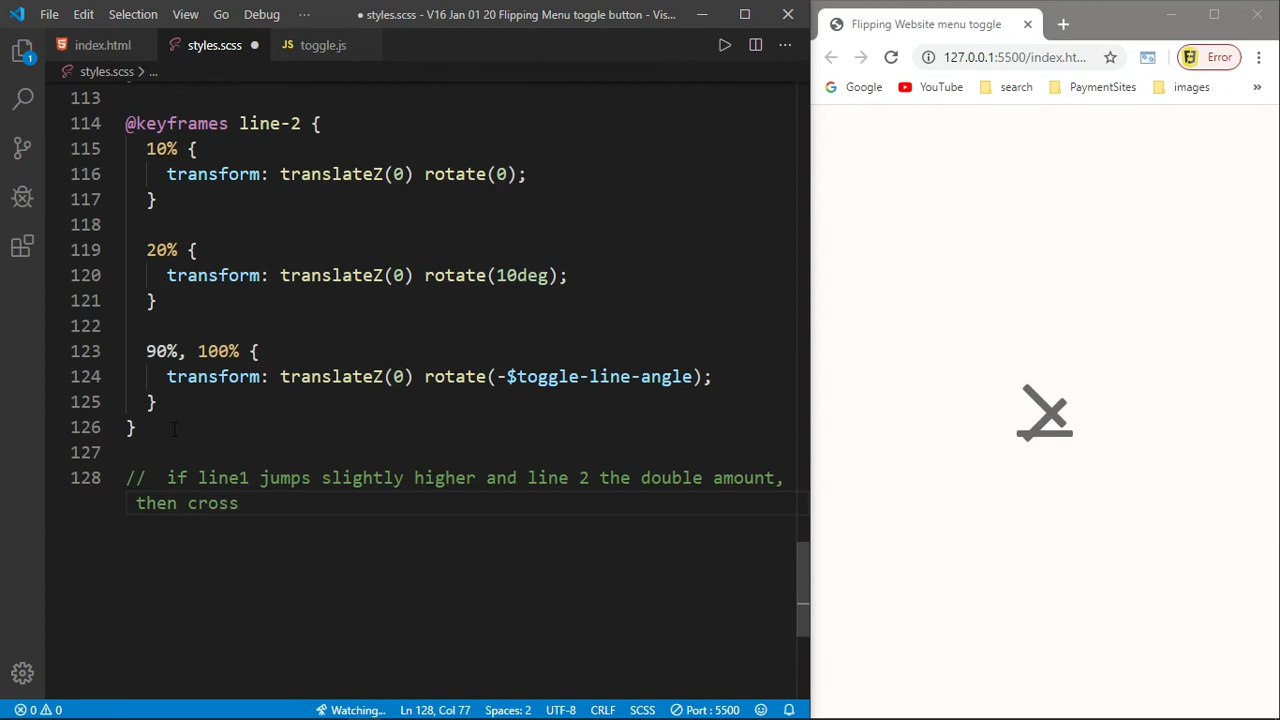 File Edit Selection View Go Debug ··· ● styles.scss - V16 Jan 01 20 Flipping Menu toggle button - Vis...
index.html styles.scss ● JS toggle.js ···
styles.scss > ...
113
114 @keyframes line-2 {
115 10% {
116 transform: translateZ(0) rotate(0);
117 }
118
119 20% {
120 transform: translateZ(0) rotate(10deg);
121 }
122
123 90%, 100% {
124 transform: translateZ(0) rotate(-$toggle-line-angle);
125 }
126 }
127
128 //  if line1 jumps slightly higher and line 2 the double amount,
then cross
1
0 0 Watching... Ln 128, Col 77 Spaces: 2 UTF-8 CRLF SCSS Port : 5500
Flipping Website menu toggle
127.0.0.1:5500/index.ht... Error
Google YouTube search PaymentSites images »